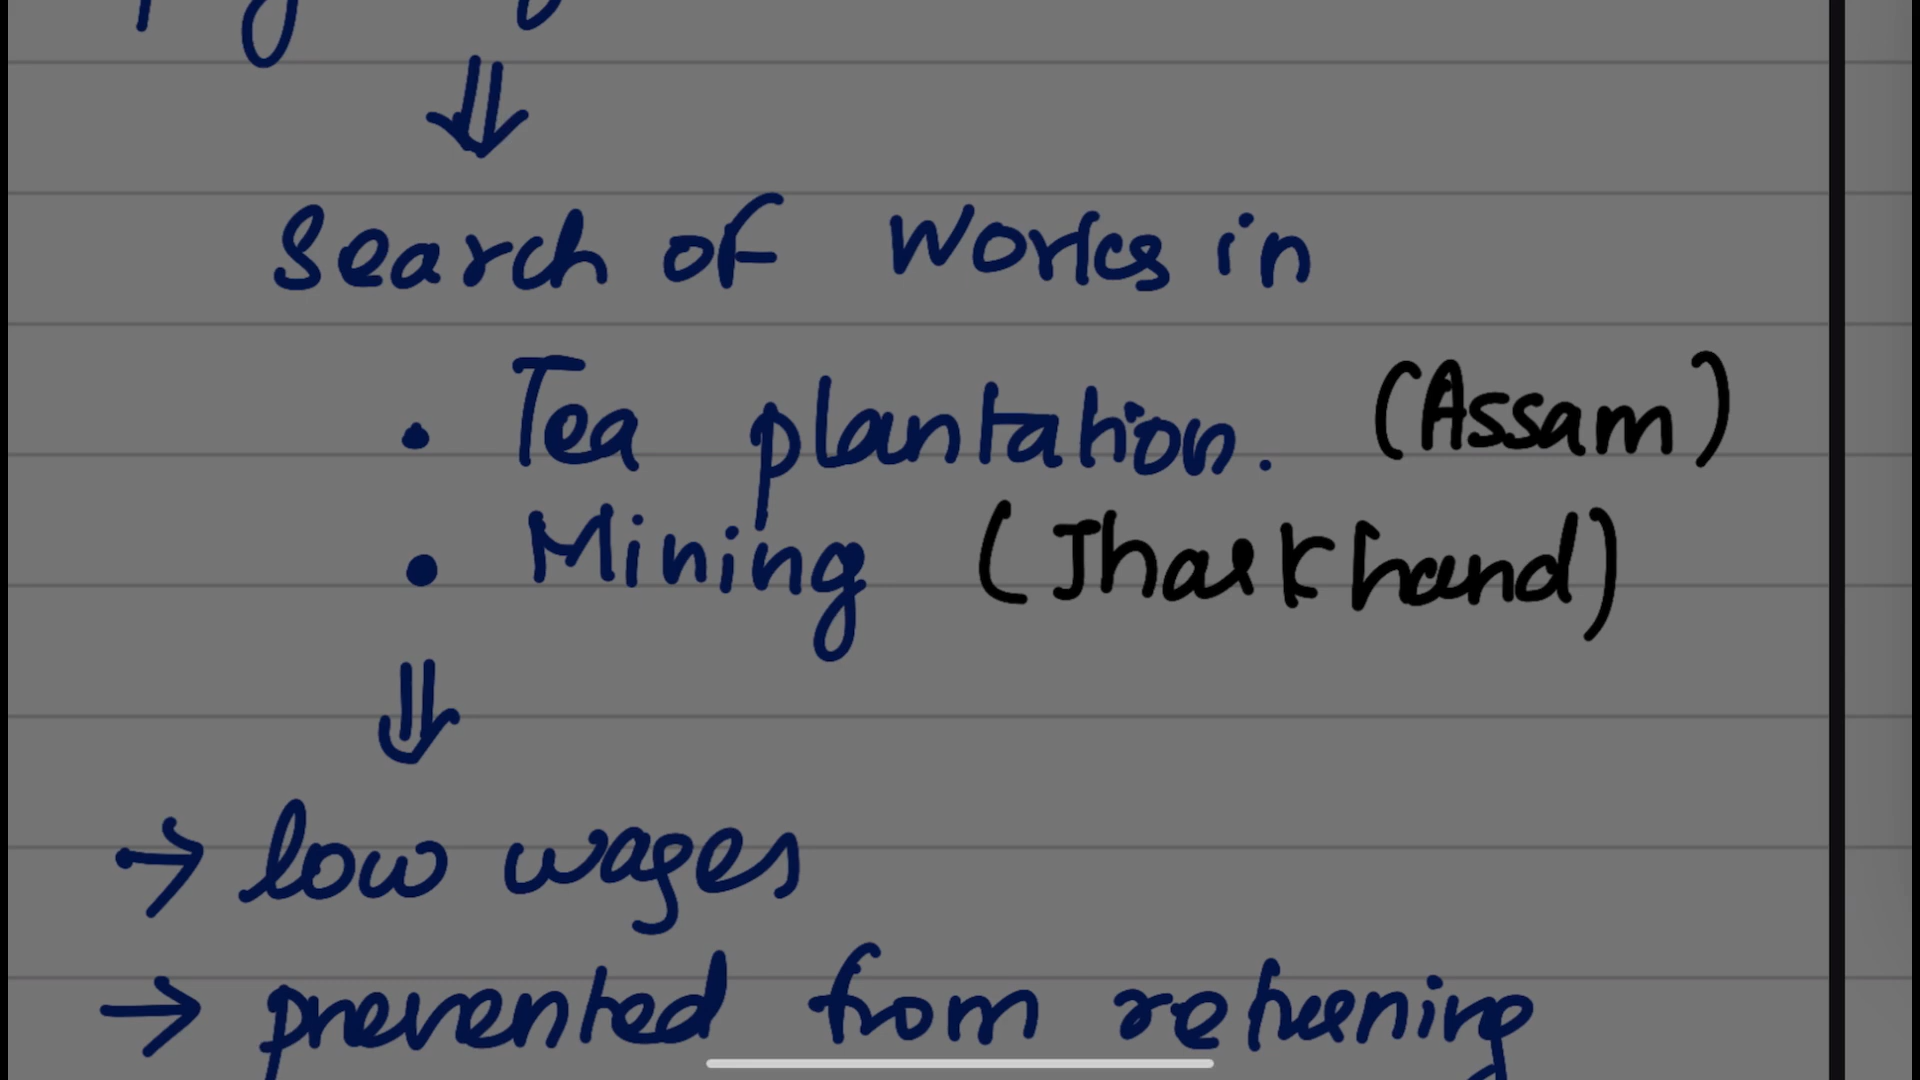 ⇓
Search of Works in
• Tea plantation. (Assam)
• Mining (Jharkhand)
⇓
→ low wages
→ prevented from returning